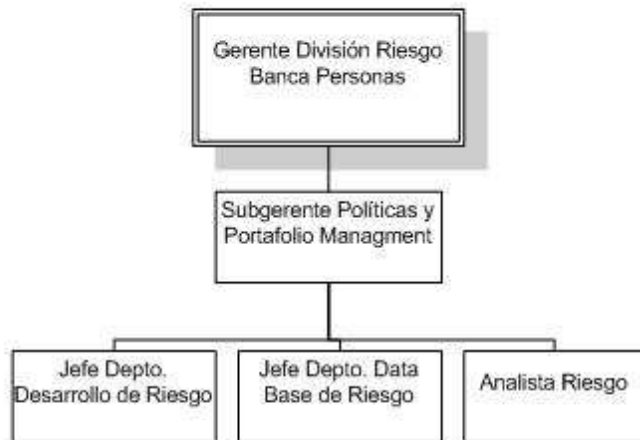 Gerente División Riesgo
Banca Personas
Subgerente Políticas y
Portafolio Managment
Jefe Depto.
Desarrollo de Riesgo
Jefe Depto. Data
Base de Riesgo
Analista Riesgo